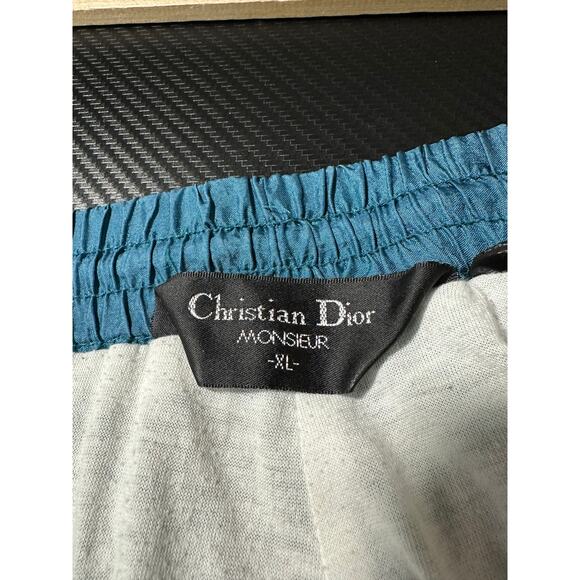 Christian Dior
MONSIEUR
-XL-